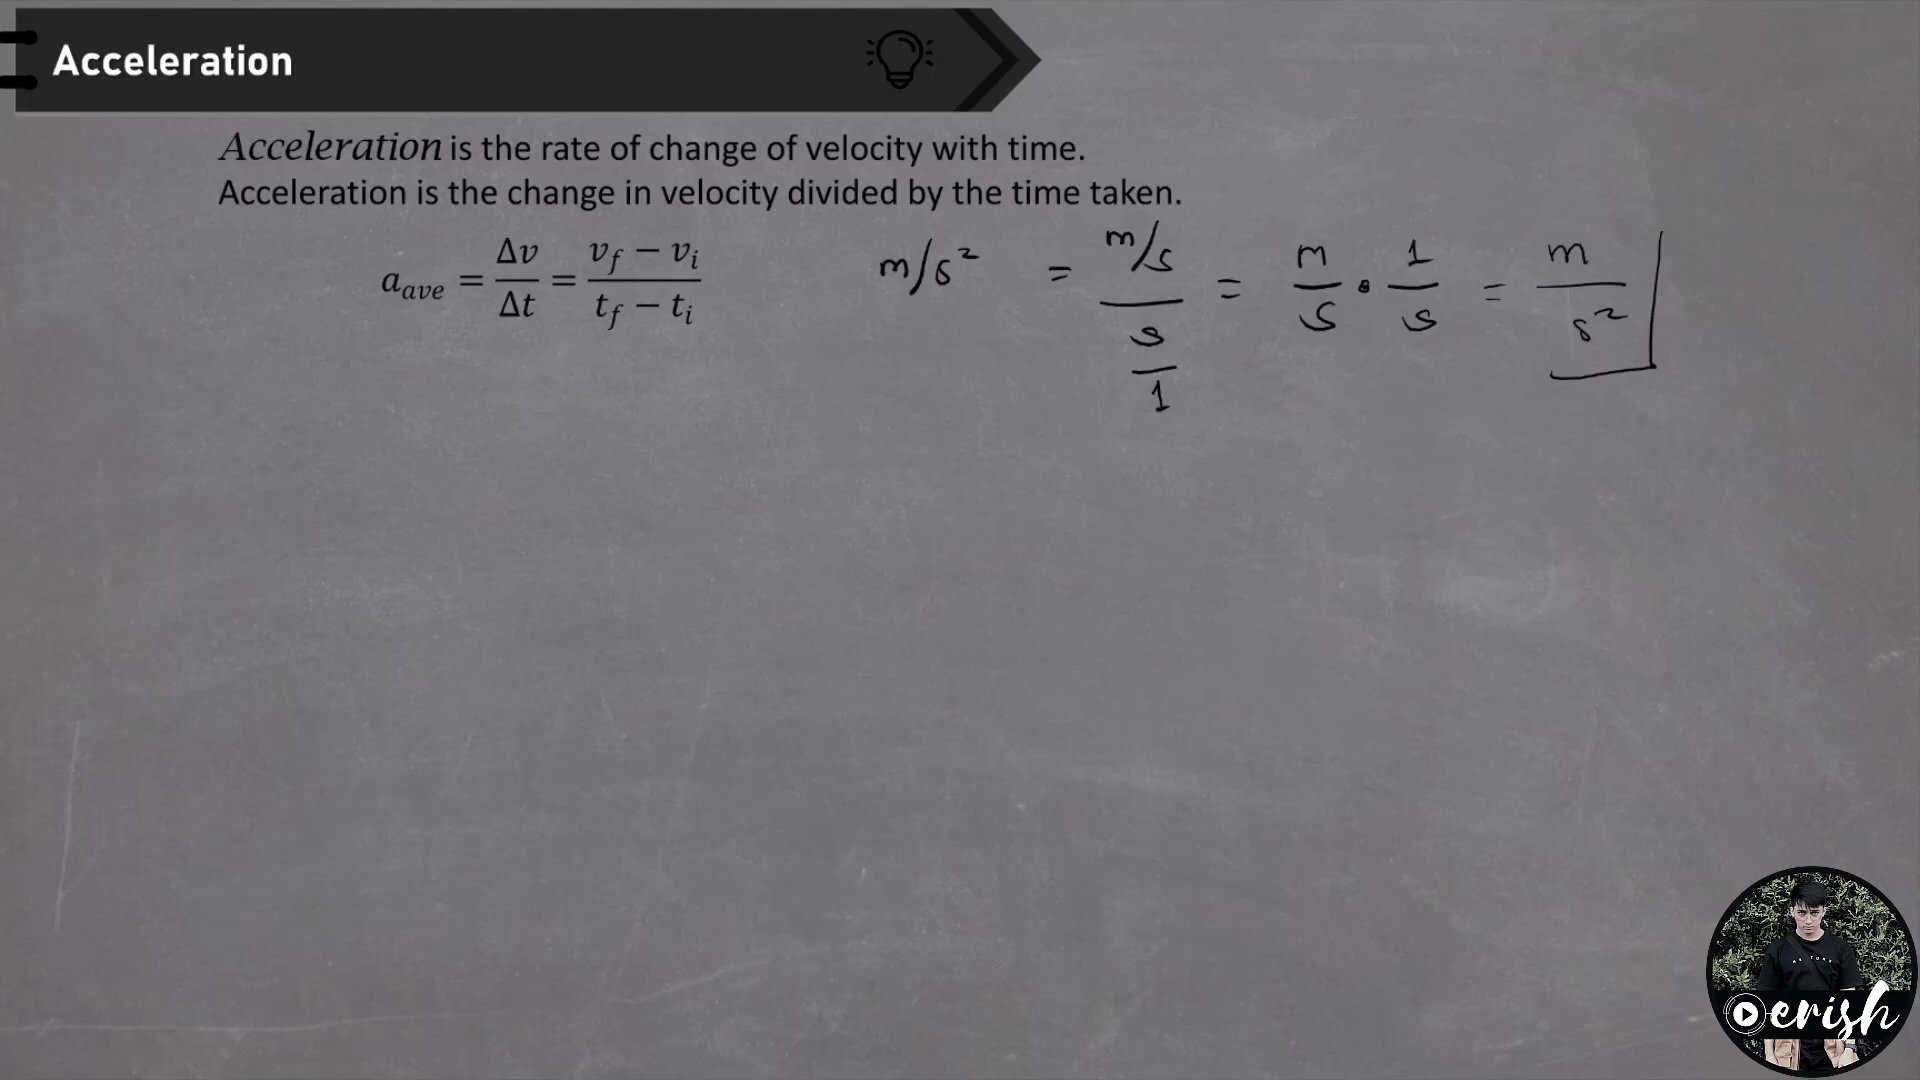 Acceleration
Acceleration is the rate of change of velocity with time.
Acceleration is the change in velocity divided by the time taken.
a_ave = Δv/Δt = (v_f − v_i)/(t_f − t_i)
m/s² = (m/s)/(s/1) = m/s · 1/s = m/s²
erish